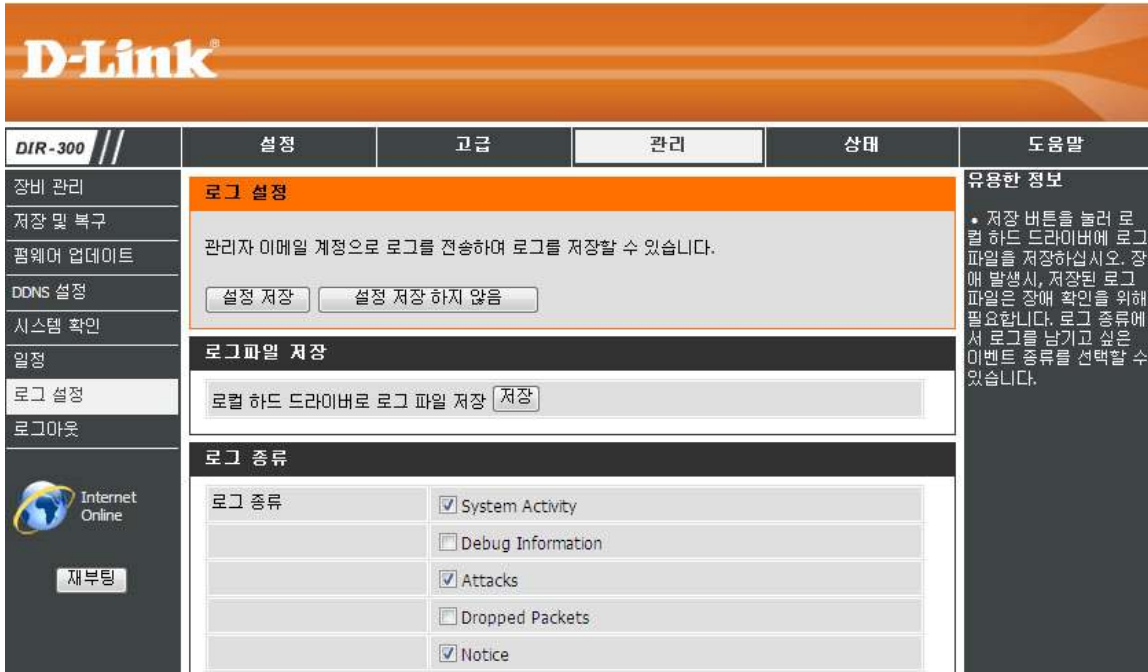 D-Link®
DIR-300
설정
고급
관리
상태
도움말
장비 관리
저장 및 복구
펌웨어 업데이트
DDNS 설정
시스템 확인
일정
로그 설정
로그아웃
Internet
Online
재부팅
로그 설정
관리자 이메일 계정으로 로그를 전송하여 로그를 저장할 수 있습니다.
설정 저장
설정 저장 하지 않음
로그파일 저장
로컬 하드 드라이버로 로그 파일 저장 저장
로그 종류
로그 종류
System Activity
Debug Information
Attacks
Dropped Packets
Notice
유용한 정보
• 저장 버튼을 눌러 로
컬 하드 드라이버에 로그
파일을 저장하십시오. 장
애 발생시, 저장된 로그
파일은 장애 확인을 위해
필요합니다. 로그 종류에
서 로그를 남기고 싶은
이벤트 종류를 선택할 수
있습니다.